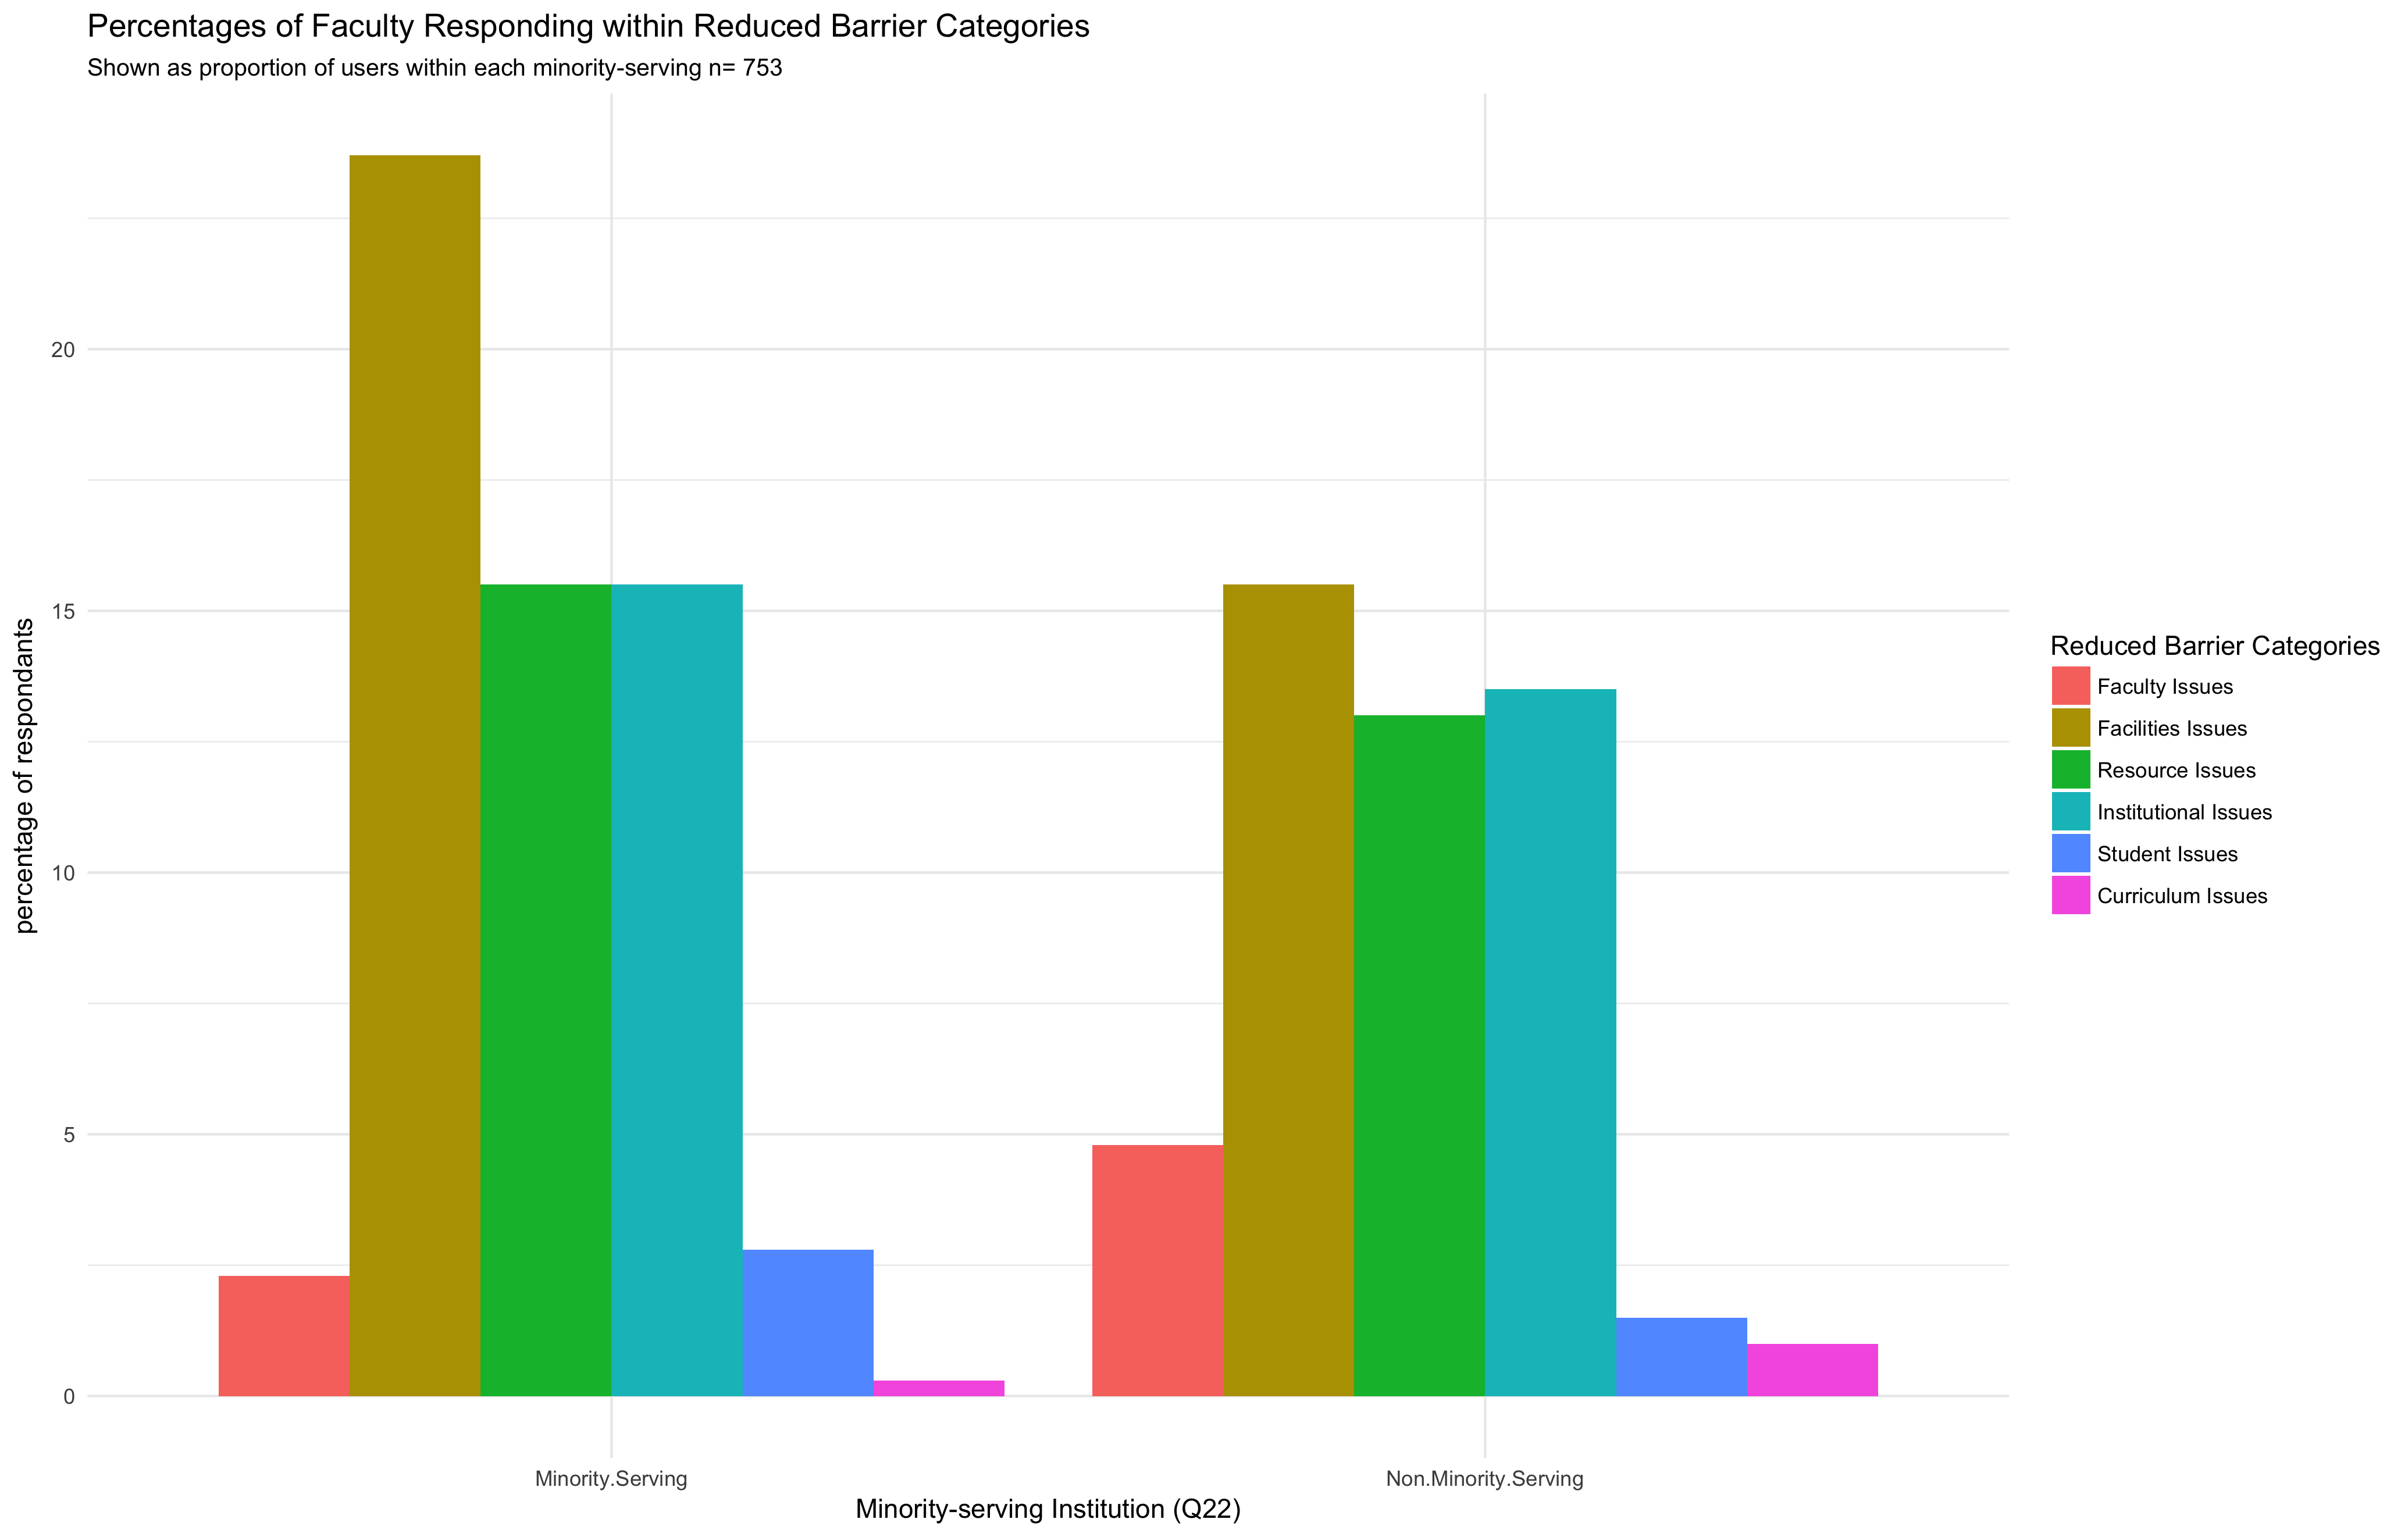 Percentages of Faculty Responding within Reduced Barrier Categories
Shown as proportion of users within each minority-serving n= 753
percentage of respondants
20
15
10
5
0
Minority.Serving
Non.Minority.Serving
Minority-serving Institution (Q22)
Reduced Barrier Categories
Faculty Issues
Facilities Issues
Resource Issues
Institutional Issues
Student Issues
Curriculum Issues